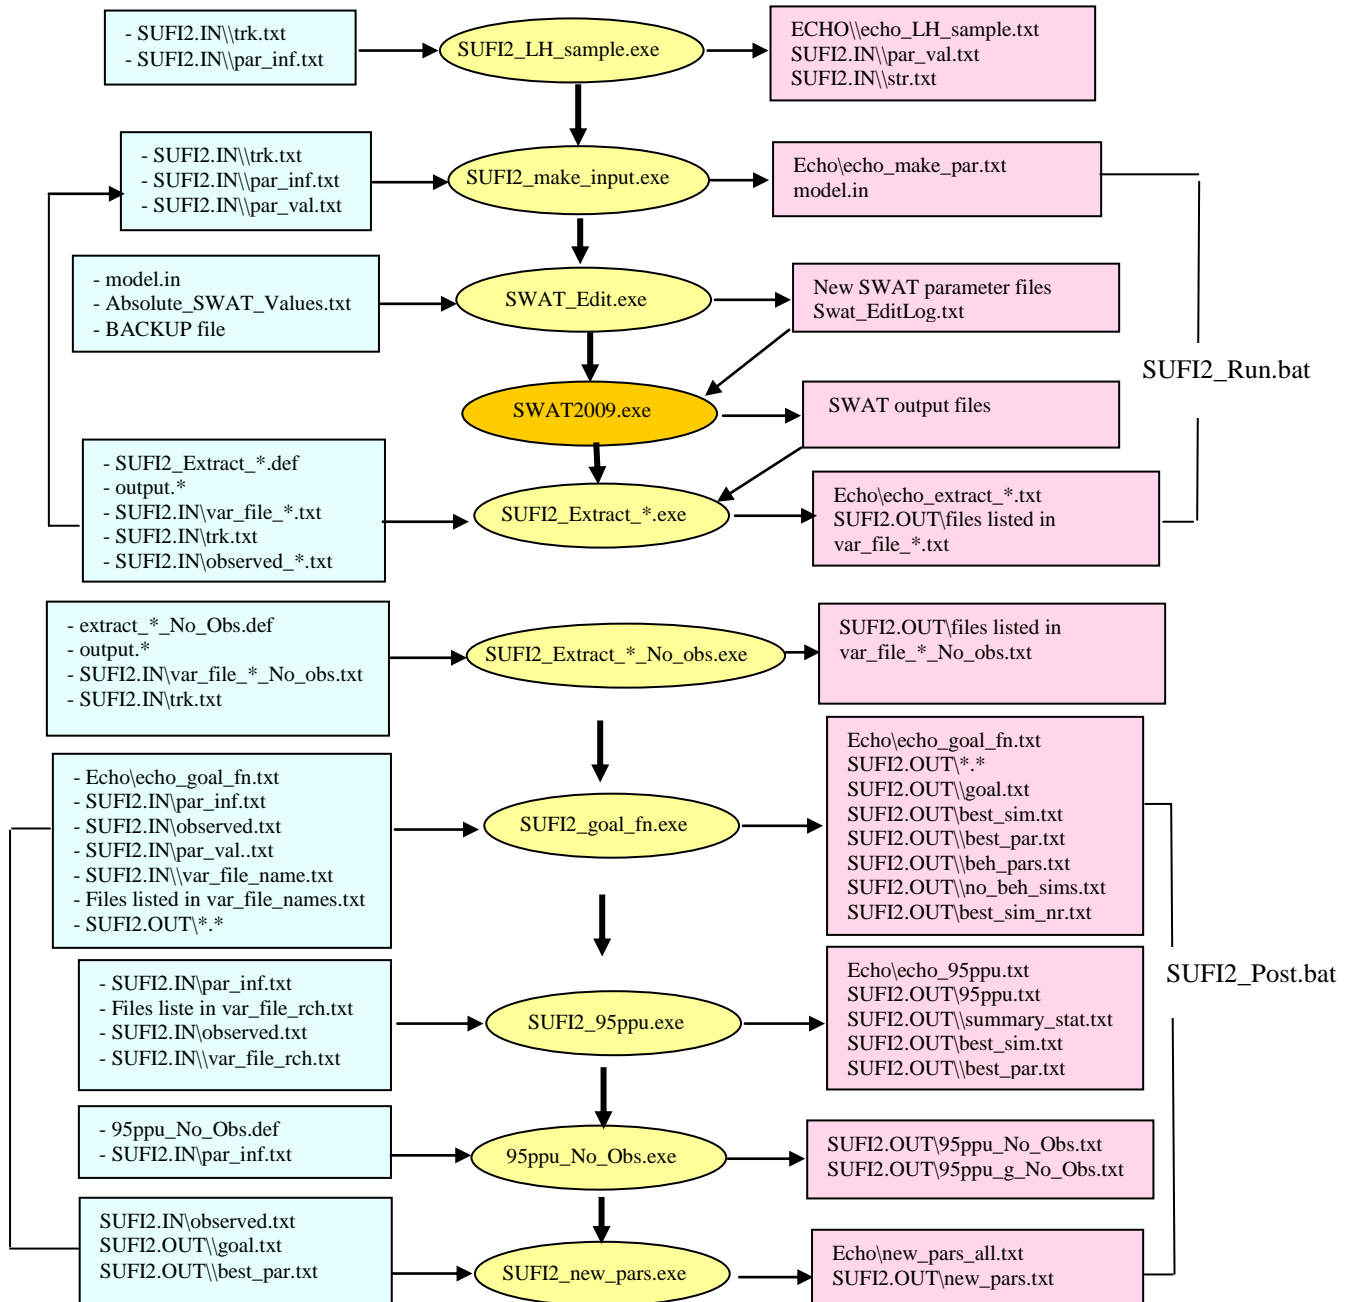 - SUFI2.IN\\trk.txt
- SUFI2.IN\\par_inf.txt
SUFI2_LH_sample.exe
ECHO\\echo_LH_sample.txt
SUFI2.IN\\par_val.txt
SUFI2.IN\\str.txt
- SUFI2.IN\\trk.txt
- SUFI2.IN\\par_inf.txt
- SUFI2.IN\\par_val.txt
SUFI2_make_input.exe
Echo\echo_make_par.txt
model.in
- model.in
- Absolute_SWAT_Values.txt
- BACKUP file
SWAT_Edit.exe
New SWAT parameter files
Swat_EditLog.txt
SUFI2_Run.bat
SWAT2009.exe
SWAT output files
- SUFI2_Extract_*.def
- output.*
- SUFI2.IN\var_file_*.txt
- SUFI2.IN\trk.txt
- SUFI2.IN\observed_*.txt
SUFI2_Extract_*.exe
Echo\echo_extract_*.txt
SUFI2.OUT\files listed in
var_file_*.txt
- extract_*_No_Obs.def
- output.*
- SUFI2.IN\var_file_*_No_obs.txt
- SUFI2.IN\trk.txt
SUFI2_Extract_*_No_obs.exe
SUFI2.OUT\files listed in
var_file_*_No_obs.txt
- Echo\echo_goal_fn.txt
- SUFI2.IN\par_inf.txt
- SUFI2.IN\observed.txt
- SUFI2.IN\par_val..txt
- SUFI2.IN\\var_file_name.txt
- Files listed in var_file_names.txt
- SUFI2.OUT\*.*
SUFI2_goal_fn.exe
Echo\echo_goal_fn.txt
SUFI2.OUT\*.*
SUFI2.OUT\\goal.txt
SUFI2.OUT\best_sim.txt
SUFI2.OUT\\best_par.txt
SUFI2.OUT\\beh_pars.txt
SUFI2.OUT\\no_beh_sims.txt
SUFI2.OUT\best_sim_nr.txt
SUFI2_Post.bat
- SUFI2.IN\par_inf.txt
- Files liste in var_file_rch.txt
- SUFI2.IN\observed.txt
- SUFI2.IN\\var_file_rch.txt
SUFI2_95ppu.exe
Echo\echo_95ppu.txt
SUFI2.OUT\95ppu.txt
SUFI2.OUT\\summary_stat.txt
SUFI2.OUT\best_sim.txt
SUFI2.OUT\\best_par.txt
- 95ppu_No_Obs.def
- SUFI2.IN\par_inf.txt
95ppu_No_Obs.exe
SUFI2.OUT\95ppu_No_Obs.txt
SUFI2.OUT\95ppu_g_No_Obs.txt
SUFI2.IN\observed.txt
SUFI2.OUT\\goal.txt
SUFI2.OUT\\best_par.txt
SUFI2_new_pars.exe
Echo\new_pars_all.txt
SUFI2.OUT\new_pars.txt